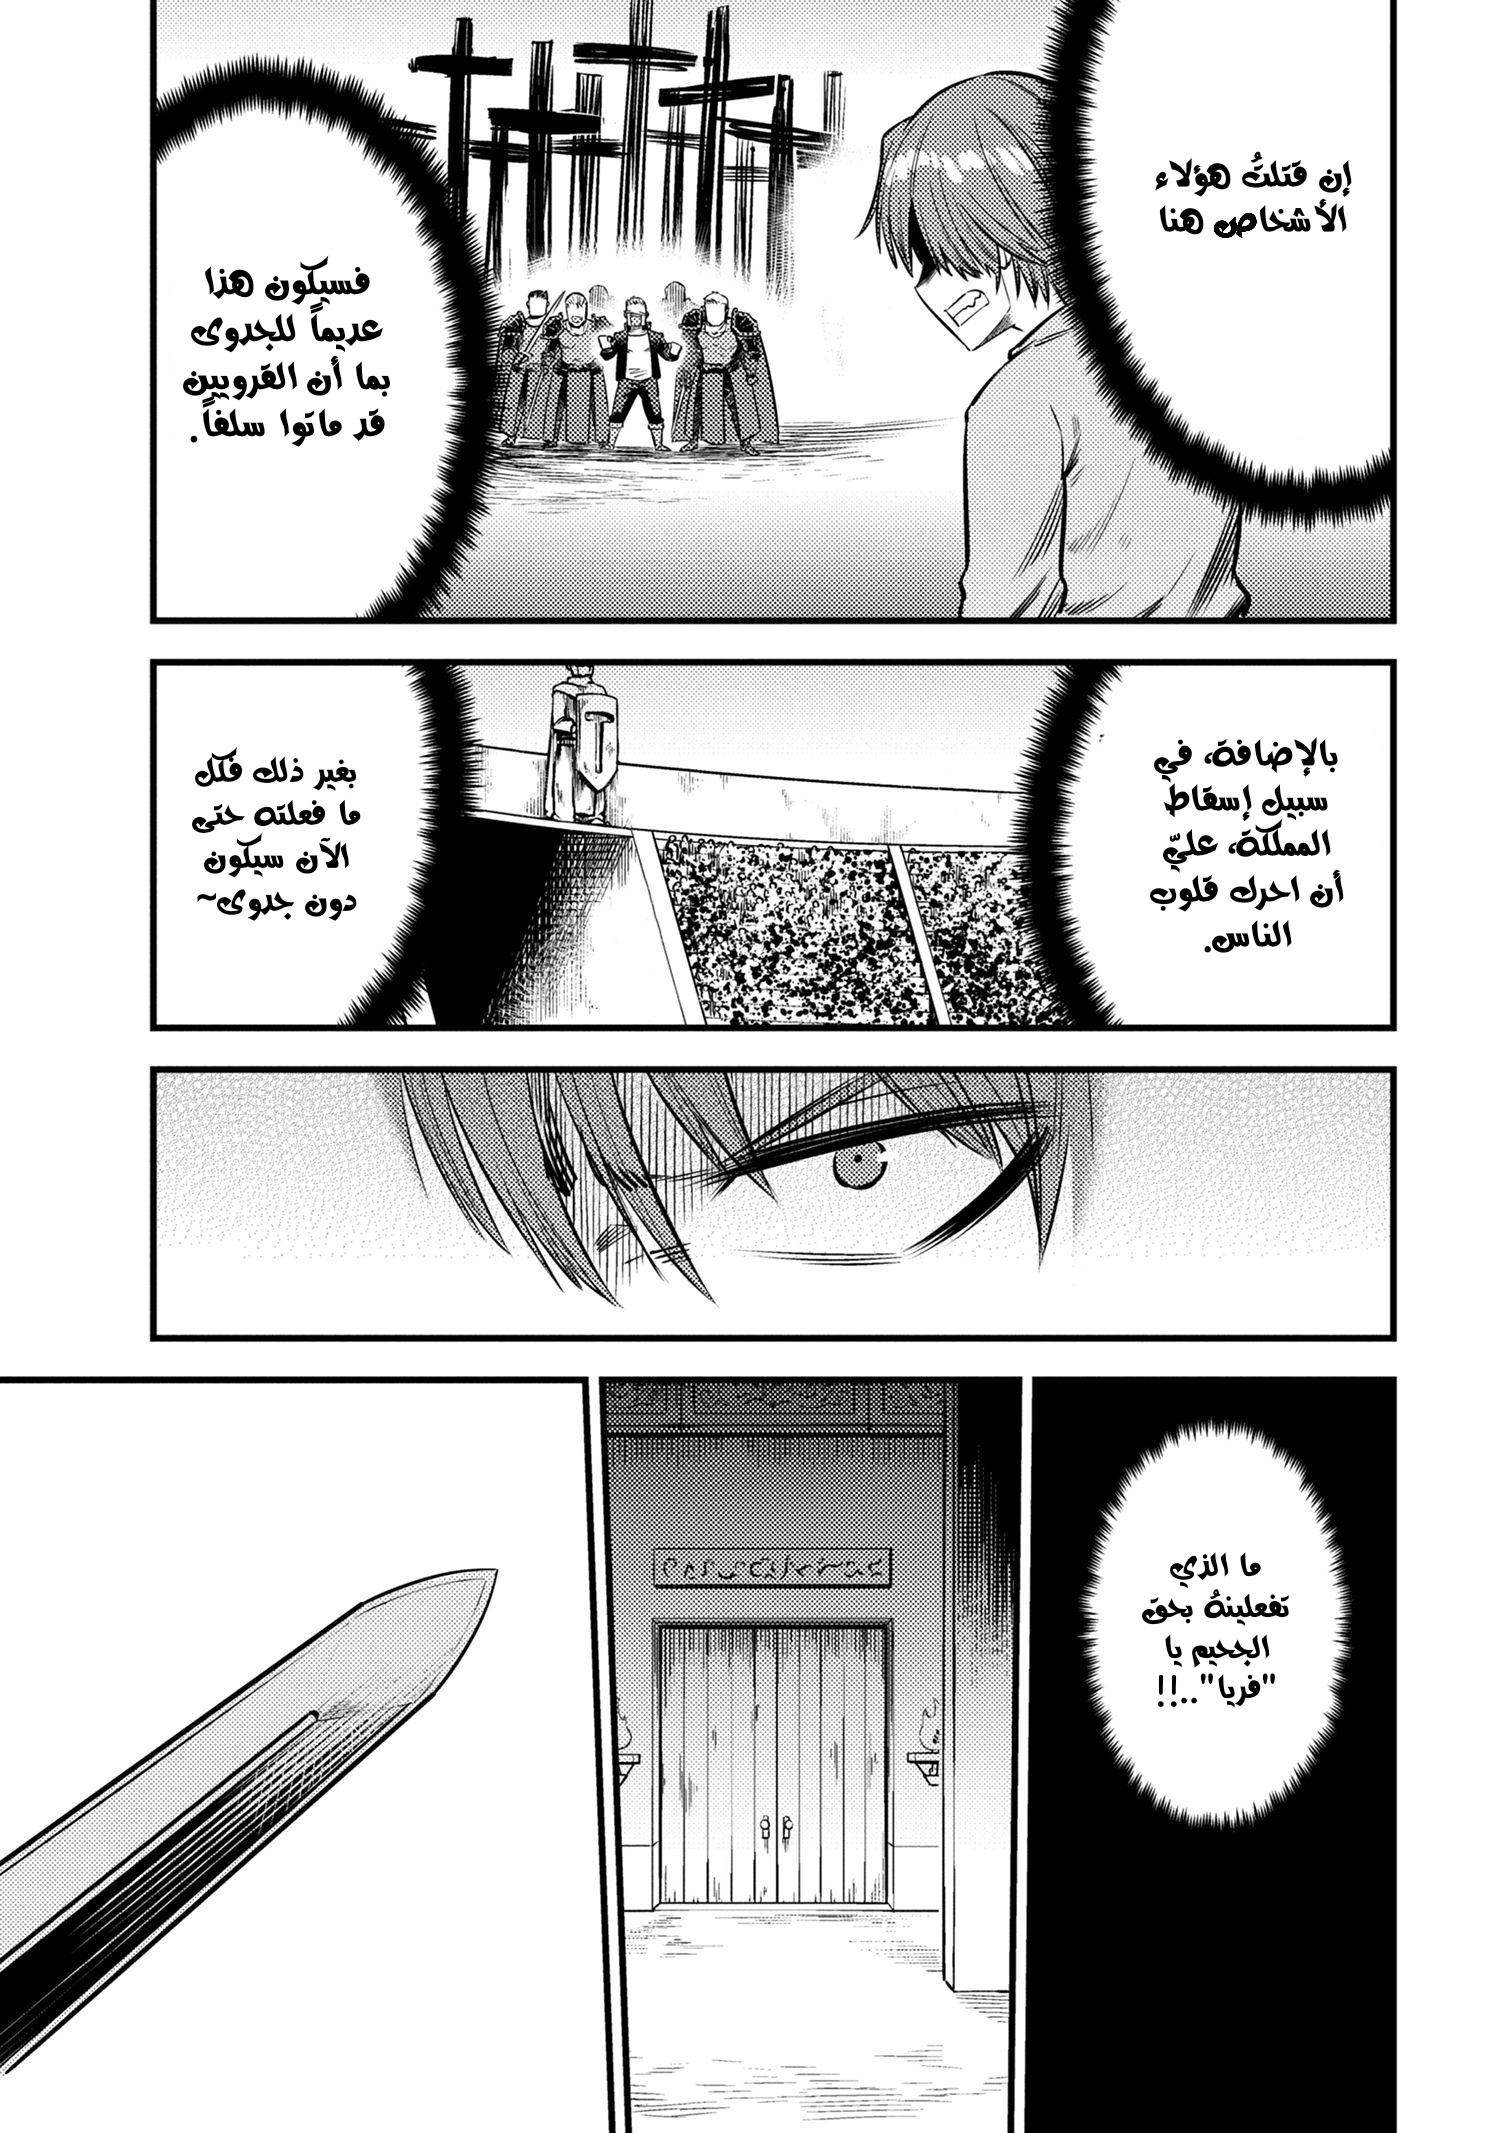 إن قتلتُ هؤلاء
الأشخاص هنا
فسيكون هذا
عديماً للجدوى
بما أن القرويين
قد ماتوا سلفاً.
بالإضافة، في
سبيل إسقاط
المملكة، عليّ
أن احرك قلوب
الناس.
بغير ذلك فكل
ما فعلته حتى
الآن سيكون
دون جدوى~
ما الذي
تفعلينهُ بحق
الجحيم يا
"فريا"..!!